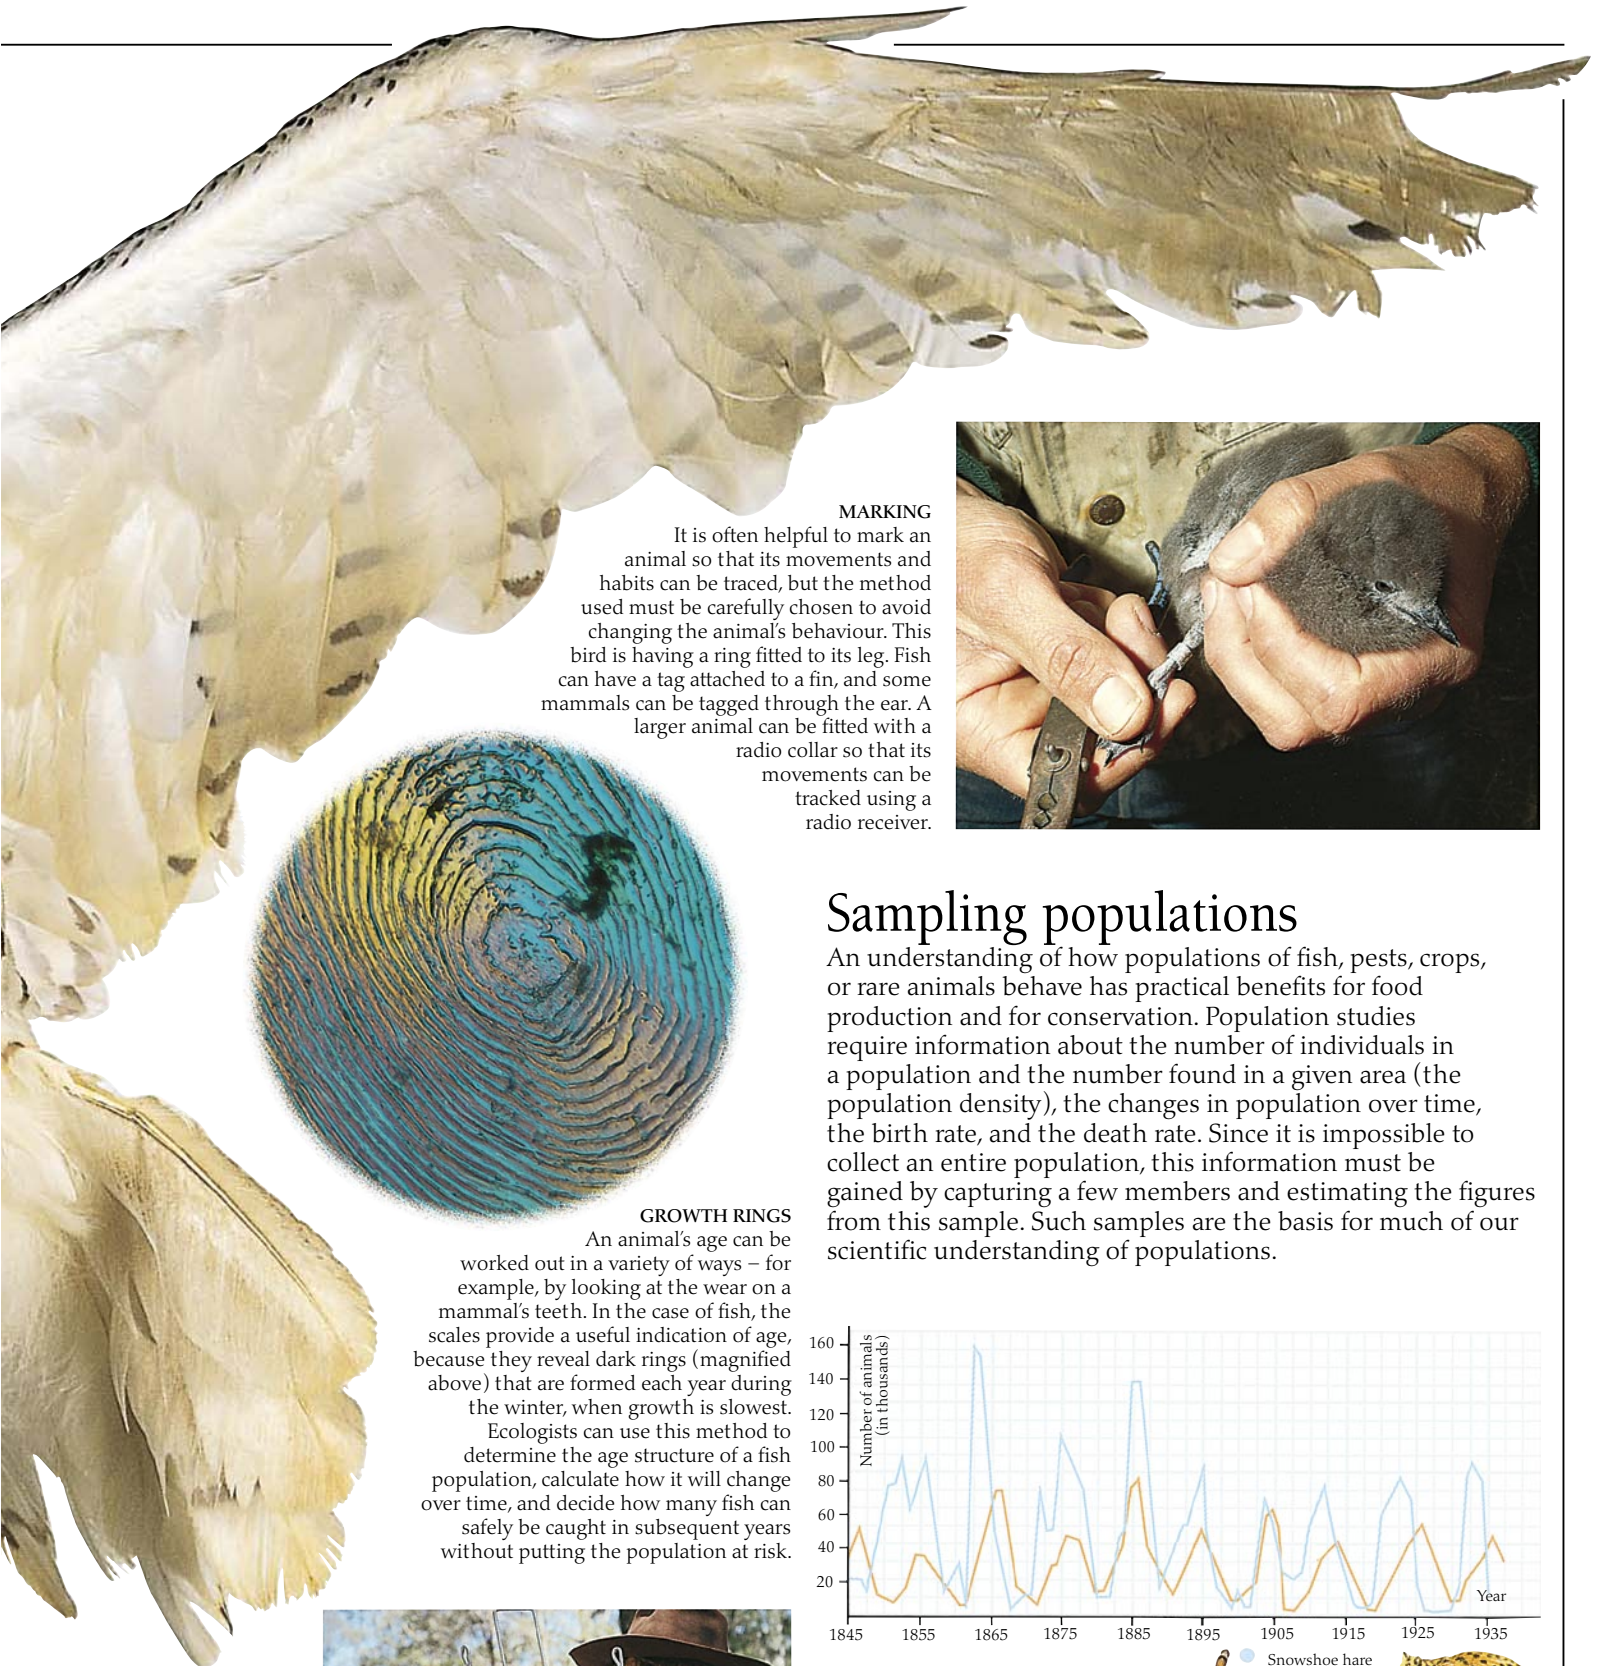 MARKING
It is often helpful to mark an
animal so that its movements and
habits can be traced, but the method
used must be carefully chosen to avoid
changing the animal's behaviour. This
bird is having a ring fitted to its leg. Fish
can have a tag attached to a fin, and some
mammals can be tagged through the ear. A
larger animal can be fitted with a
radio collar so that its
movements can be
tracked using a
radio receiver.
Sampling populations
An understanding of how populations of fish, pests, crops,
or rare animals behave has practical benefits for food
production and for conservation. Population studies
require information about the number of individuals in
a population and the number found in a given area (the
population density), the changes in population over time,
the birth rate, and the death rate. Since it is impossible to
collect an entire population, this information must be
gained by capturing a few members and estimating the figures
from this sample. Such samples are the basis for much of our
scientific understanding of populations.
GROWTH RINGS
An animal's age can be
worked out in a variety of ways – for
example, by looking at the wear on a
mammal's teeth. In the case of fish, the
scales provide a useful indication of age,
because they reveal dark rings (magnified
above) that are formed each year during
the winter, when growth is slowest.
Ecologists can use this method to
determine the age structure of a fish
population, calculate how it will change
over time, and decide how many fish can
safely be caught in subsequent years
without putting the population at risk.
Number of animals
(in thousands)
160
140
120
100
80
60
40
20
Year
1845 1855 1865 1875 1885 1895 1905 1915 1925 1935
Snowshoe hare